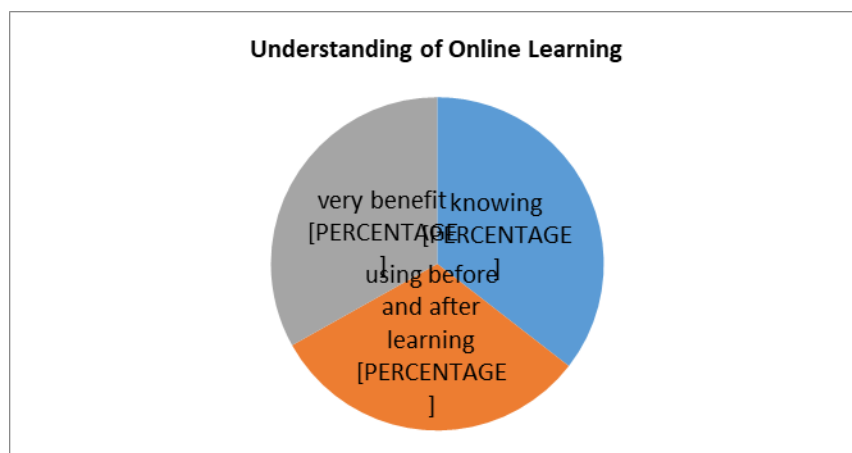 Understanding of Online Learning
very benefit
[PERCENTAGE
]
knowing
[PERCENTAGE
]
using before
and after
learning
[PERCENTAGE
]